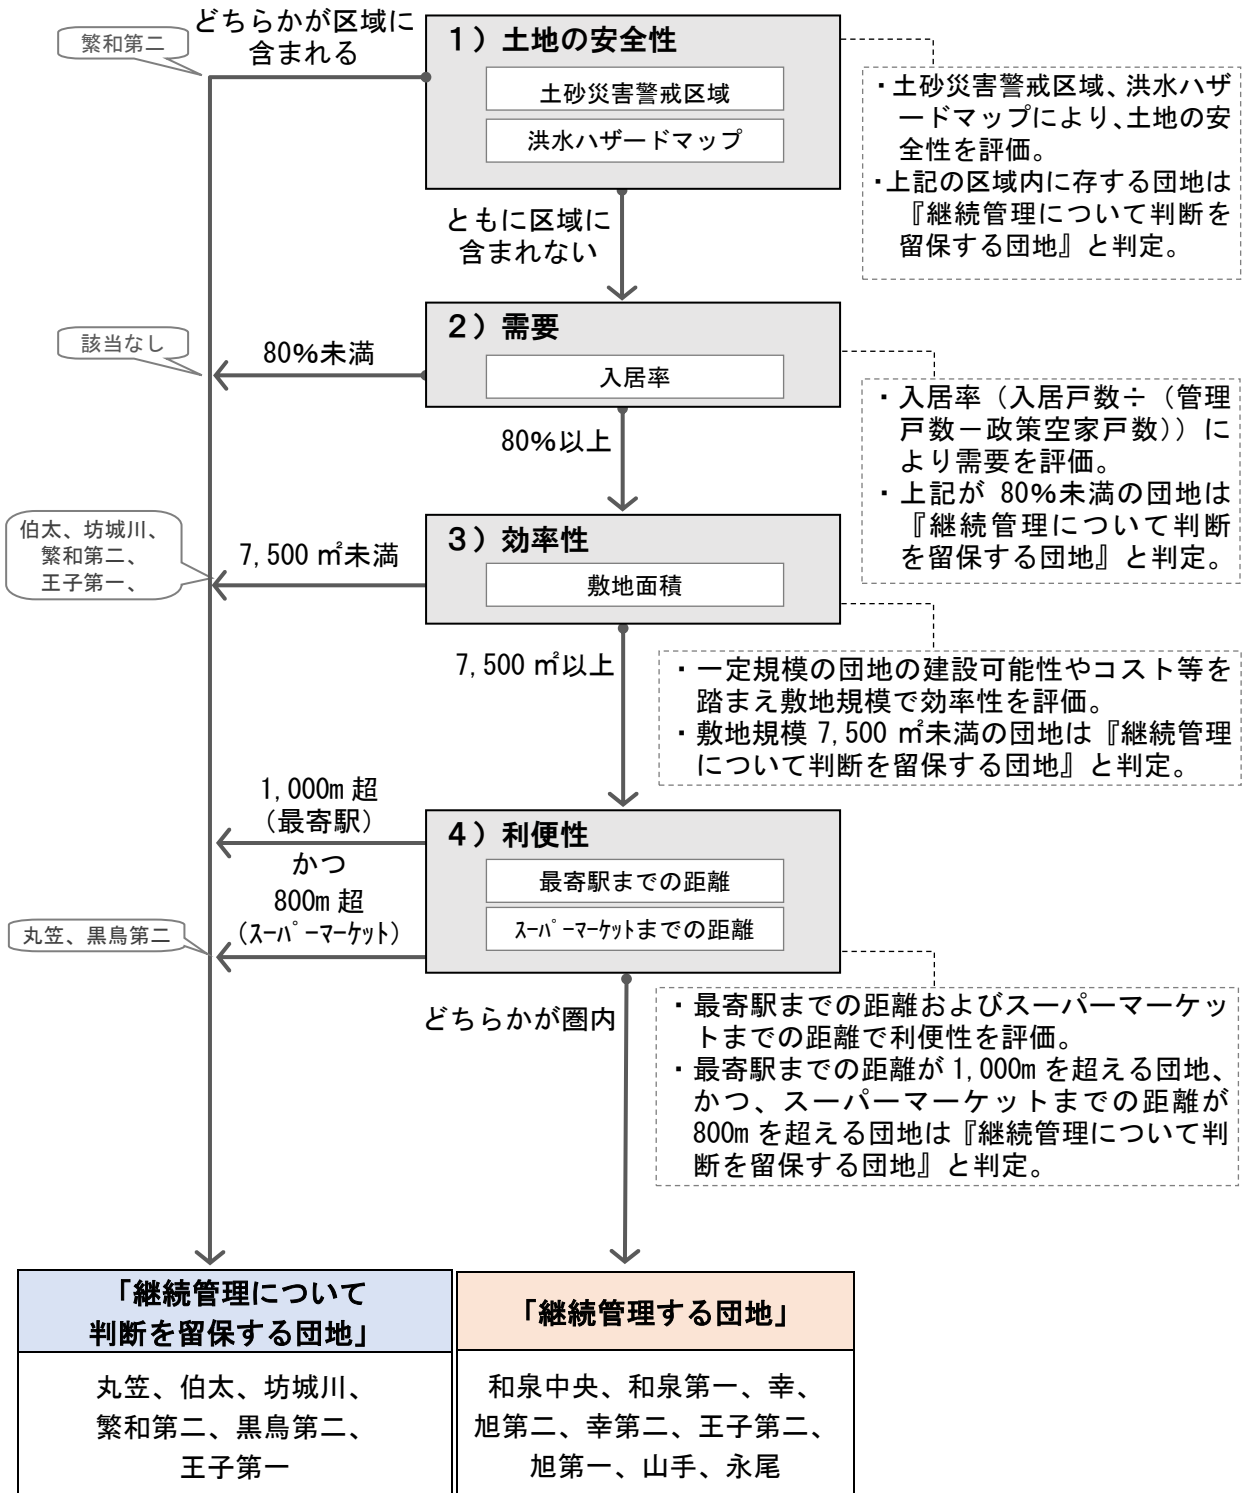 繁和第二
どちらかが区域に
含まれる
１）土地の安全性
土砂災害警戒区域
洪水ハザードマップ
・土砂災害警戒区域、洪水ハザ
ードマップにより、土地の安
全性を評価。
・上記の区域内に存する団地は
『継続管理について判断を
留保する団地』と判定。
ともに区域に
含まれない
該当なし
80%未満
２）需要
入居率
・入居率（入居戸数÷（管理
戸数－政策空家戸数））に
より需要を評価。
・上記が 80%未満の団地は
『継続管理について判断
を留保する団地』と判定。
80%以上
伯太、坊城川、
繁和第二、
王子第一、
7,500 ㎡未満
３）効率性
敷地面積
7,500 ㎡以上
・一定規模の団地の建設可能性やコスト等を
踏まえ敷地規模で効率性を評価。
・敷地規模 7,500 ㎡未満の団地は『継続管理
について判断を留保する団地』と判定。
1,000m 超
（最寄駅）
かつ
800m 超
（ｽｰﾊﾟｰﾏｰｹｯﾄ）
丸笠、黒鳥第二
４）利便性
最寄駅までの距離
ｽｰﾊﾟｰﾏｰｹｯﾄまでの距離
どちらかが圏内
・最寄駅までの距離およびスーパーマーケッ
トまでの距離で利便性を評価。
・最寄駅までの距離が 1,000m を超える団地、
かつ、スーパーマーケットまでの距離が
800m を超える団地は『継続管理について判
断を留保する団地』と判定。
「継続管理について
判断を留保する団地」
丸笠、伯太、坊城川、
繁和第二、黒鳥第二、
王子第一
「継続管理する団地」
和泉中央、和泉第一、幸、
旭第二、幸第二、王子第二、
旭第一、山手、永尾